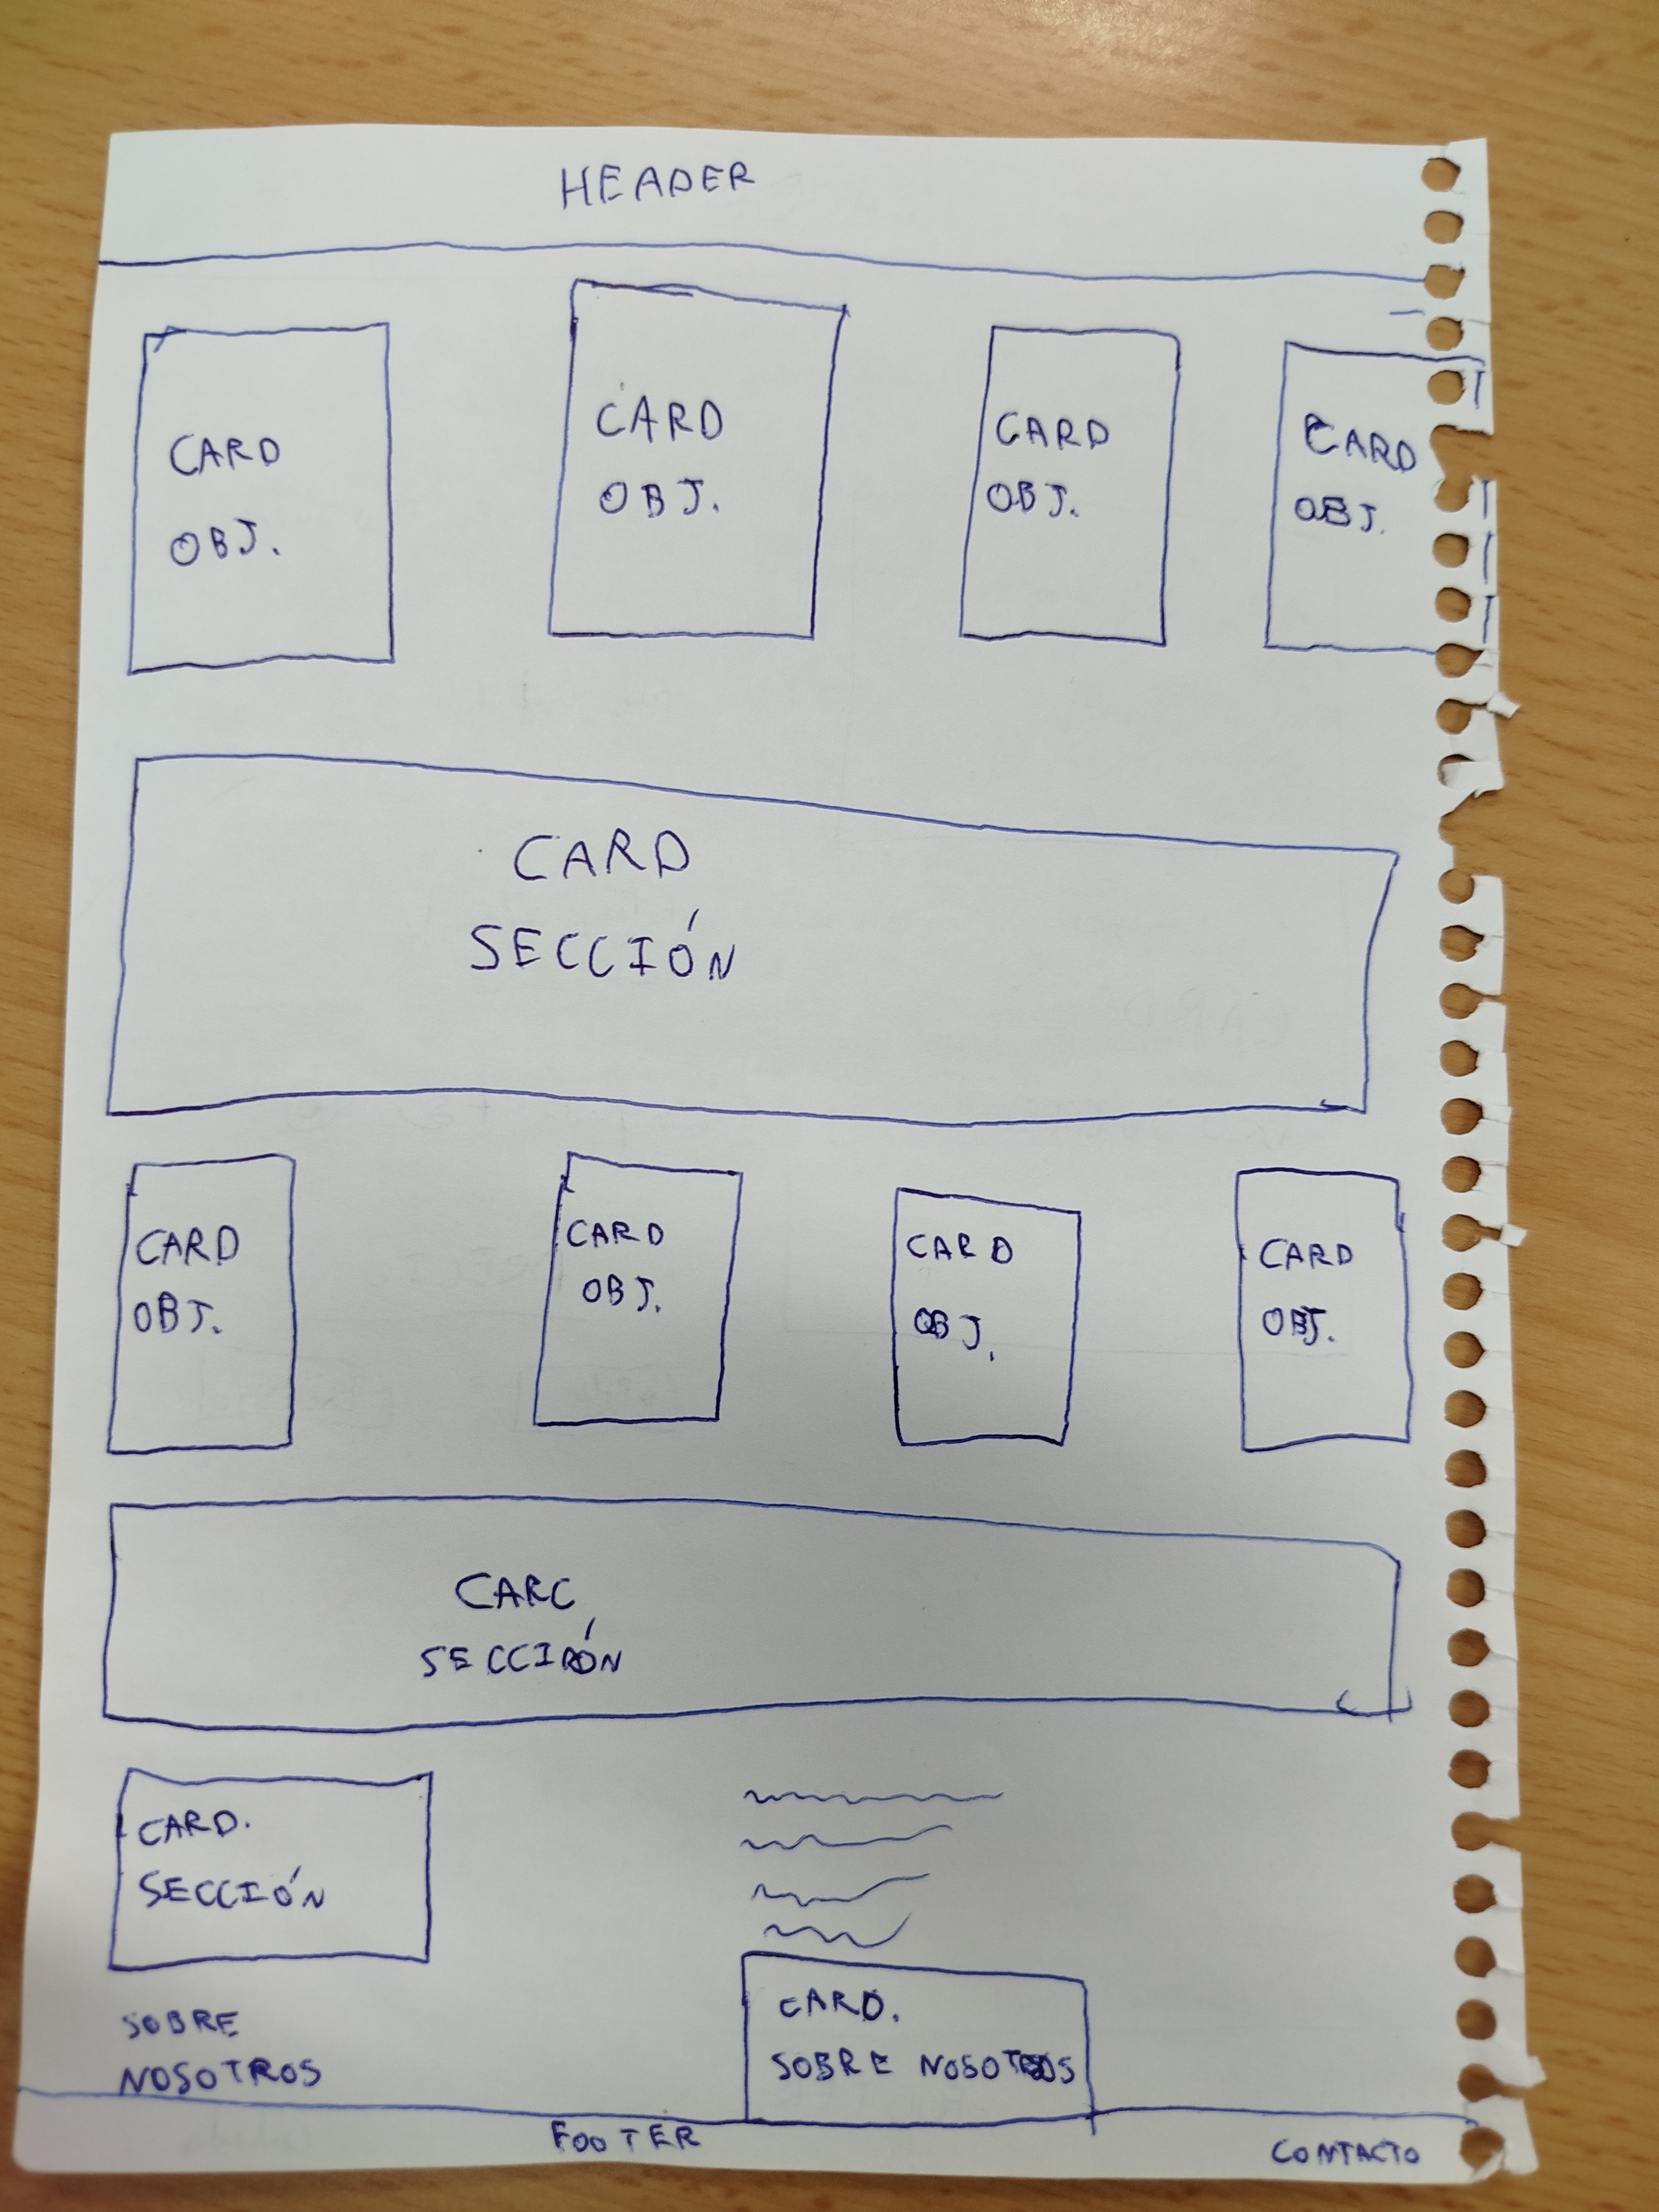 HEADER
CARD
OBJ.
CARD
OBJ.
CARD
OBJ.
CARD
OBJ.
CARD
SECCIÓN
CARD
OBJ.
CARD
OBJ.
CARD
OBJ.
CARD
OBJ.
CARC
SECCIÓN
CARD.
SECCIÓN
SOBRE
NOSOTROS
CARD.
SOBRE NOSOTROS
FOOTER
CONTACTO